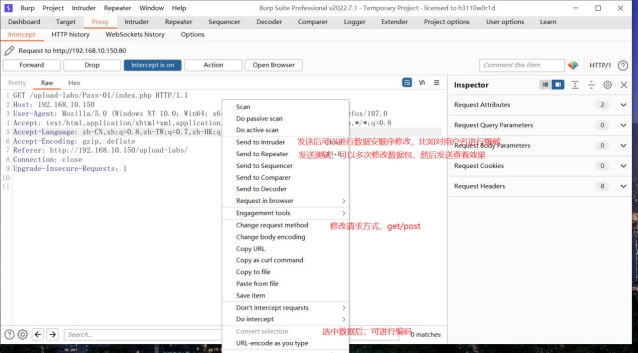 Burp Project Intruder Repeater Window Help
Burp Suite Professional v2022.7.1 - Temporary Project - licensed to h3110w0r1d
Dashboard Target Proxy Intruder Repeater Sequencer Decoder Comparer Logger Extender Project options User options Learn
Intercept HTTP history WebSockets history Options
Request to http://192.168.10.150:80
Forward Drop Intercept is on Action Open Browser Comment this item HTTP/1
Pretty Raw Hex
Inspector
1 GET /upload-labs/Pass-01/index.php HTTP/1.1
2 Host: 192.168.10.150
3 User-Agent: Mozilla/5.0 (Windows NT 10.0; Win64; x6 fox/107.0
4 Accept: text/html,application/xhtml+xml,application *,*/*;q=0.8
5 Accept-Language: zh-CN,zh;q=0.8,zh-TW;q=0.7,zh-HK;q
6 Accept-Encoding: gzip, deflate
7 Referer: http://192.168.10.150/upload-labs/
8 Connection: close
9 Upgrade-Insecure-Requests: 1
10
11
Scan
Do passive scan
Do active scan
Send to Intruder
Send to Repeater
Send to Sequencer
Send to Comparer
Send to Decoder
Request in browser
Engagement tools
Change request method
Change body encoding
Copy URL
Copy as curl command
Copy to file
Paste from file
Save item
Don't intercept requests
Do intercept
Convert selection
URL-encode as you type
发送后可以进行数据安顺序修改，比如对用户名进行爆破
发送测试，可以多次修改数据包，然后发送查看效果
修改请求方式，get/post
选中数据后，可进行编码
Request Attributes 2
Request Query Parameters 0
Request Body Parameters 0
Request Cookies 0
Request Headers 8
Search...
0 matches